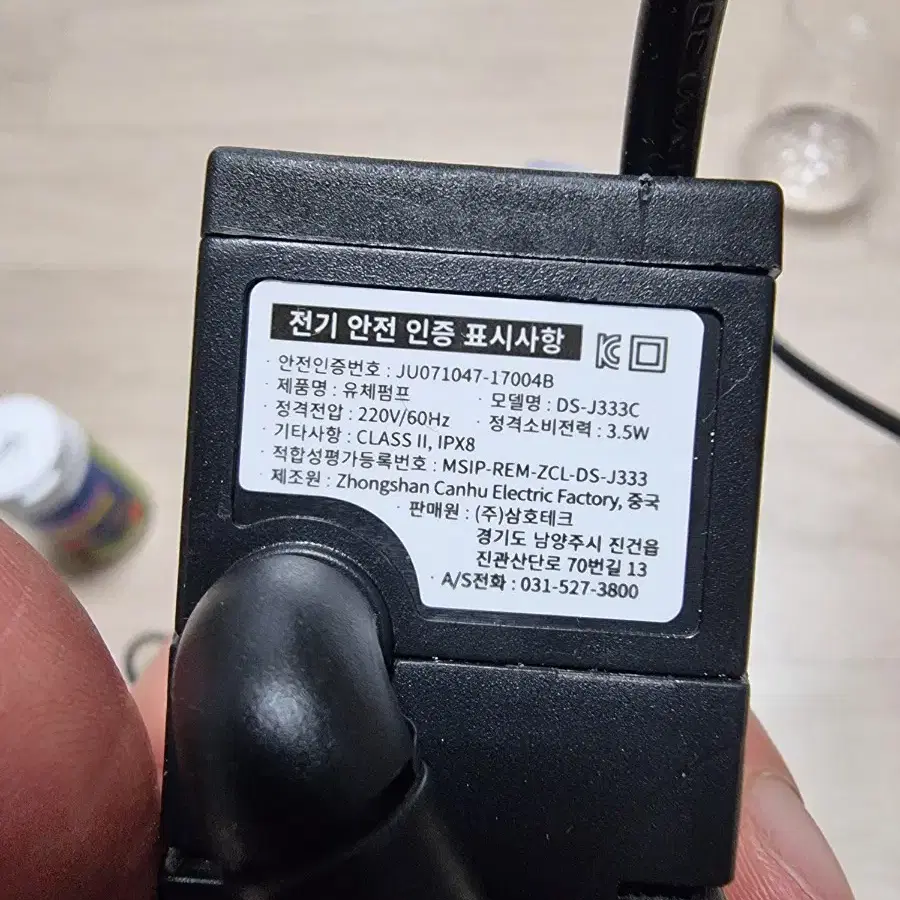 전기 안전 인증 표시사항
· 안전인증번호 : JU071047-17004B
· 제품명 : 유체펌프 · 모델명 : DS-J333C
· 정격전압 : 220V/60Hz · 정격소비전력 : 3.5W
· 기타사항 : CLASS II, IPX8
· 적합성평가등록번호 : MSIP-REM-ZCL-DS-J333
· 제조원 : Zhongshan Canhu Electric Factory, 중국
· 판매원 : (주)삼호테크
경기도 남양주시 진건읍
진관산단로 70번길 13
· A/S전화 : 031-527-3800